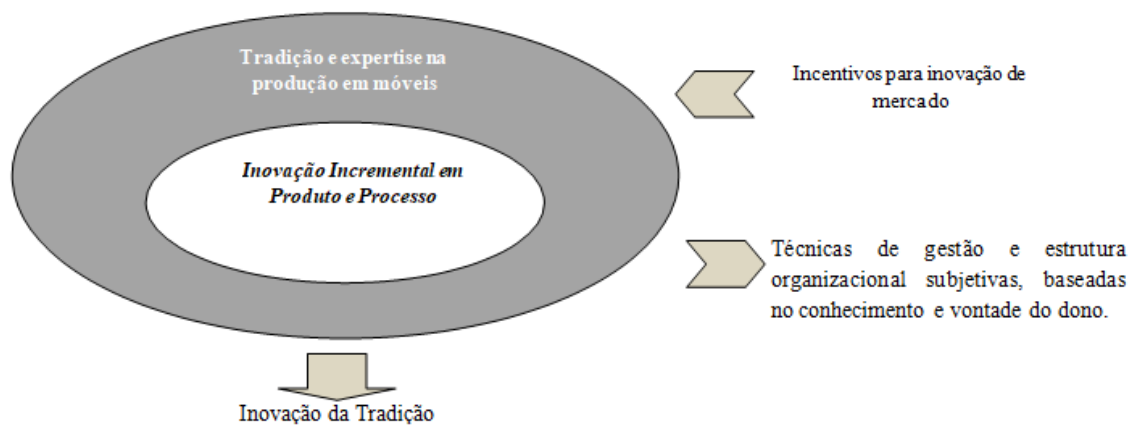 Tradição e expertise na
produção em móveis
Inovação Incremental em
Produto e Processo
Incentivos para inovação de
mercado
Técnicas de gestão e estrutura
organizacional subjetivas, baseadas
no conhecimento e vontade do dono.
Inovação da Tradição